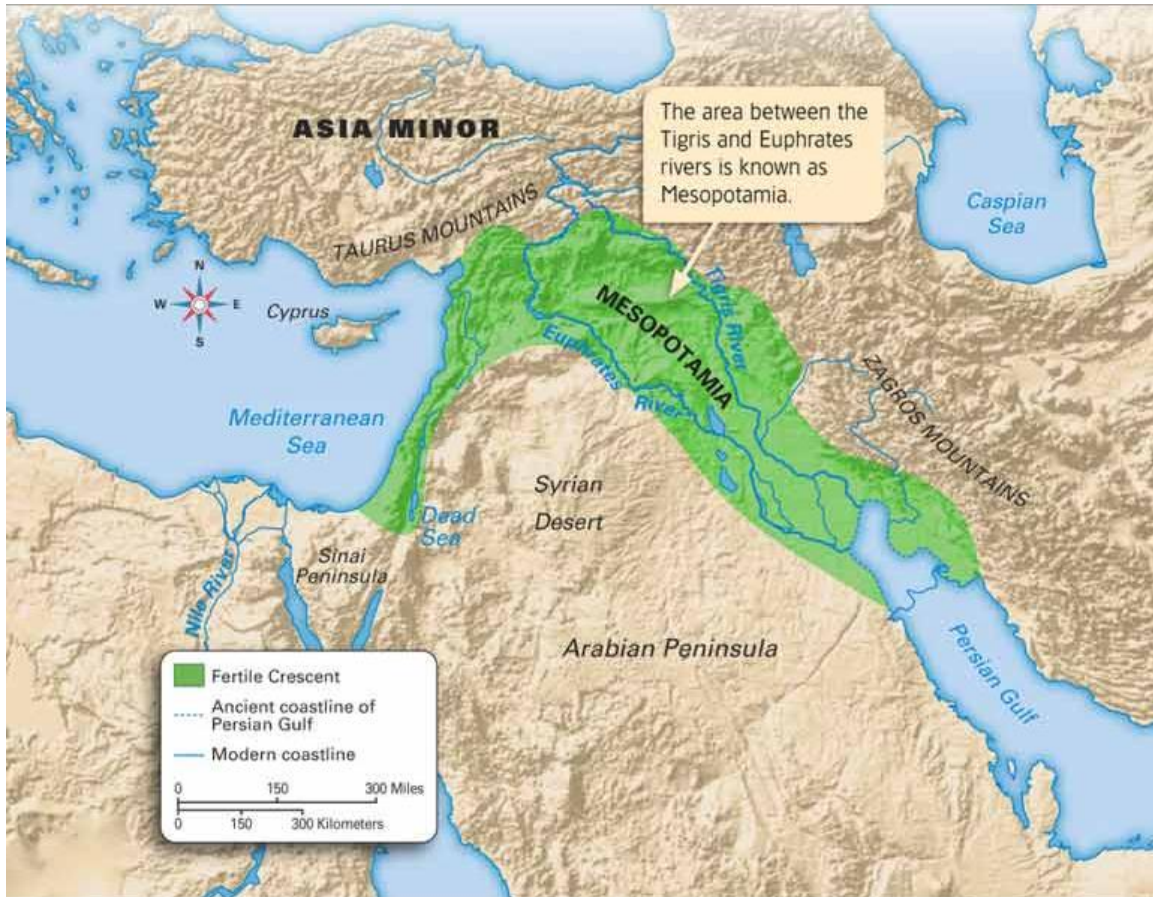 ASIA MINOR
The area between the
Tigris and Euphrates
rivers is known as
Mesopotamia.
Caspian
Sea
TAURUS MOUNTAINS
N
W E
S
Cyprus
MESOPOTAMIA
Tigris River
Euphrates River
ZAGROS MOUNTAINS
Mediterranean
Sea
Syrian
Desert
Dead
Sea
Sinai
Peninsula
Nile River
Arabian Peninsula
Persian Gulf
Fertile Crescent
Ancient coastline of
Persian Gulf
Modern coastline
0 150 300 Miles
0 150 300 Kilometers